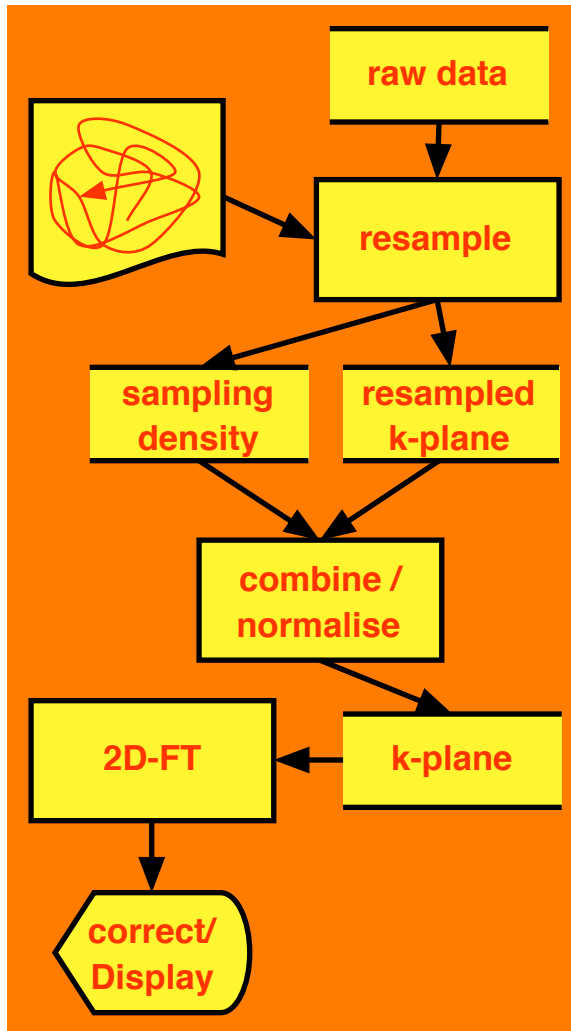 raw data
resample
sampling
density
resampled
k-plane
combine /
normalise
2D-FT
k-plane
correct/
Display